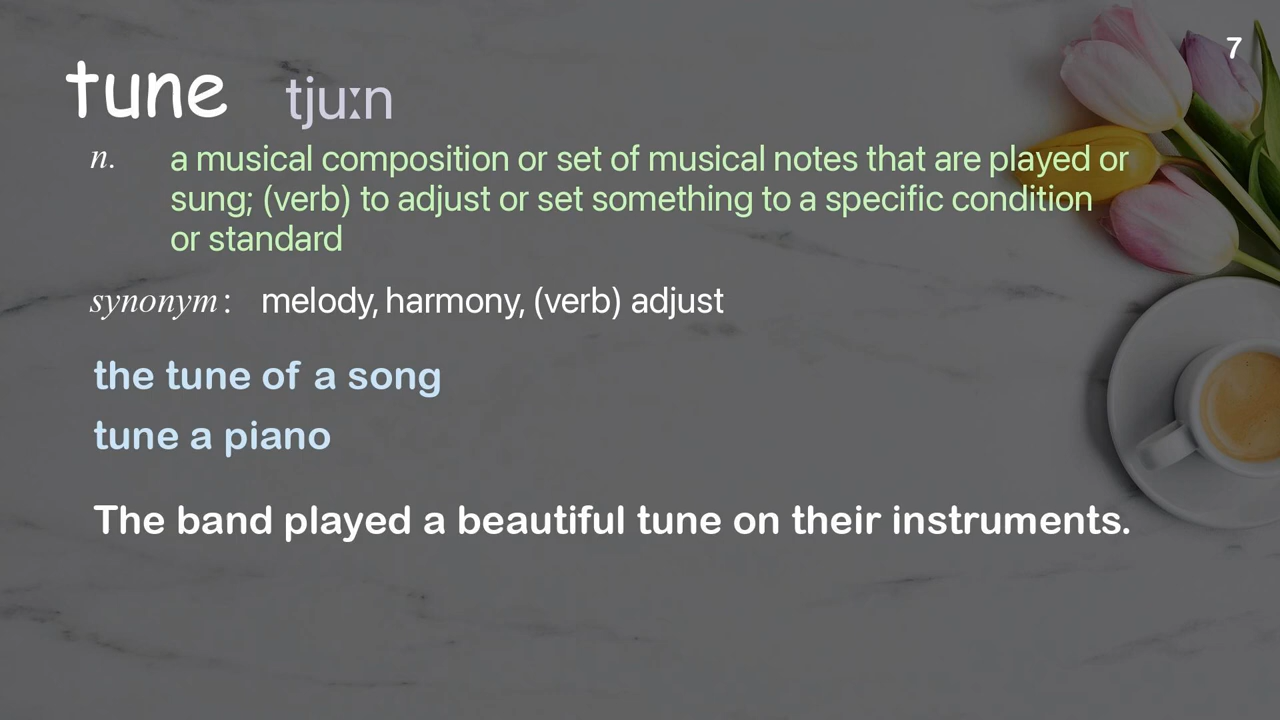 7
tune tjuːn
n. a musical composition or set of musical notes that are played or
sung; (verb) to adjust or set something to a specific condition
or standard
synonym: melody, harmony, (verb) adjust
the tune of a song
tune a piano
The band played a beautiful tune on their instruments.